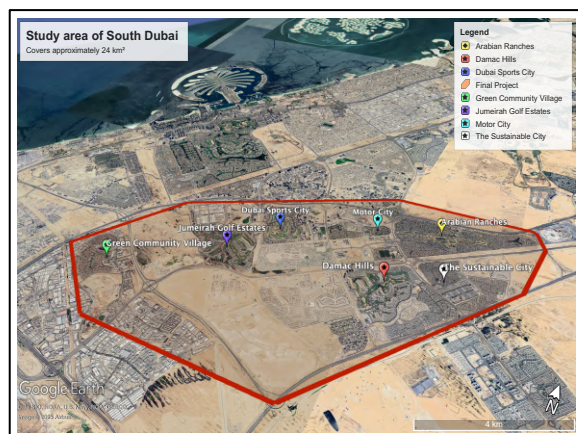 Study area of South Dubai
Covers approximately 24 km²
Legend
Arabian Ranches
Damac Hills
Dubai Sports City
Final Project
Green Community Village
Jumeirah Golf Estates
Motor City
The Sustainable City
Dubai Sports City
Motor City
Arabian Ranches
Jumeirah Golf Estates
Green Community Village
Damac Hills
The Sustainable City
Google Earth
N
4 km